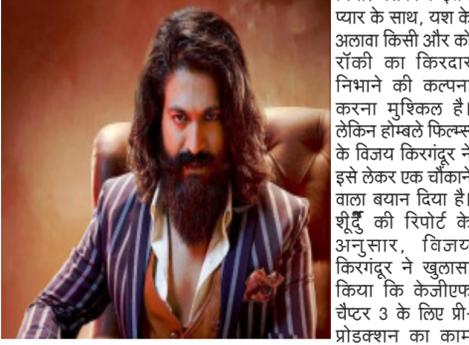 प्यार के साथ, यश के
अलावा किसी और को
रॉकी का किरदार
निभाने की कल्पना
करना मुश्किल है।
लेकिन होम्बले फिल्म्स
के विजय किरगंदूर ने
इसे लेकर एक चौंकाने
वाला बयान दिया है।
की रिपोर्ट के
अनुसार, विजय
किरगंदूर ने खुलासा
किया कि केजीएफ
चैप्टर 3 के लिए प्री-
प्रोडक्शन का काम